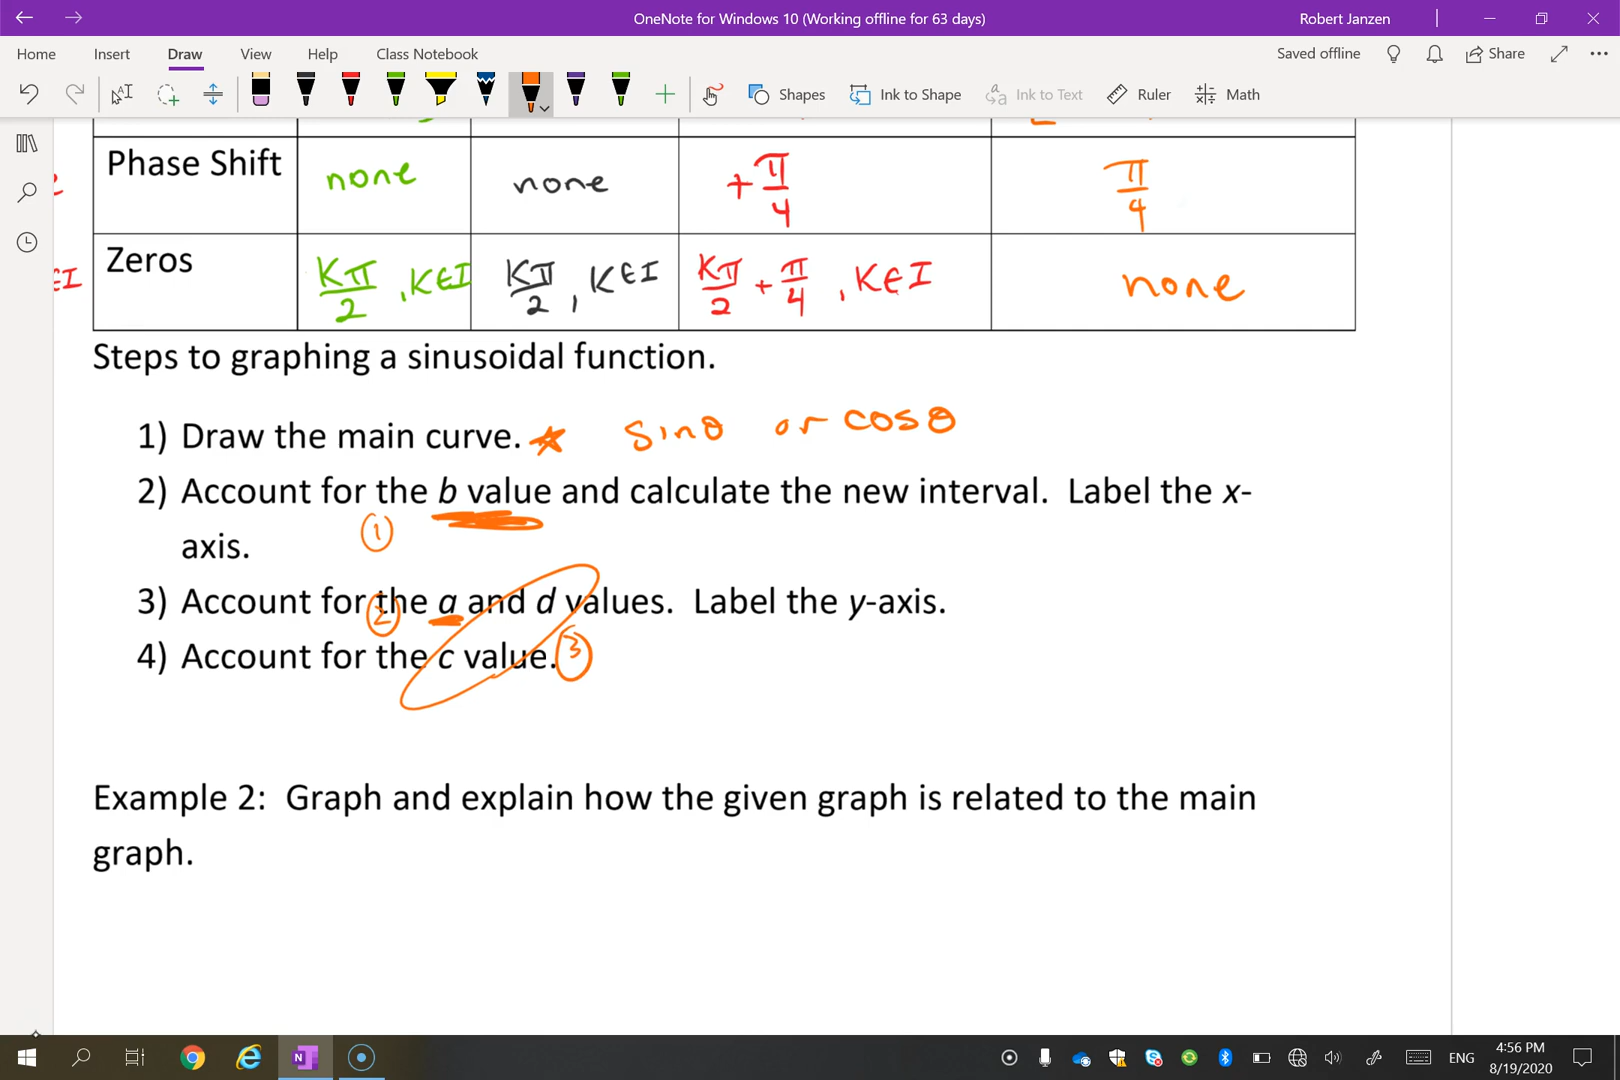 OneNote for Windows 10 (Working offline for 63 days)
Robert Janzen
Home Insert Draw View Help Class Notebook
Saved offline Share
Shapes Ink to Shape Ink to Text Ruler Math
Phase Shift none none +π/4 π/4
∈I
Zeros Kπ/2, K∈I Kπ/2, K∈I Kπ/2 + π/4, K∈I none
Steps to graphing a sinusoidal function.
1) Draw the main curve. sinθ or cosθ
2) Account for the b value and calculate the new interval. Label the x-
axis. ①
3) Account for the a and d values. Label the y-axis.
②
4) Account for the c value. ③
Example 2: Graph and explain how the given graph is related to the main
graph.
ENG
4:56 PM
8/19/2020